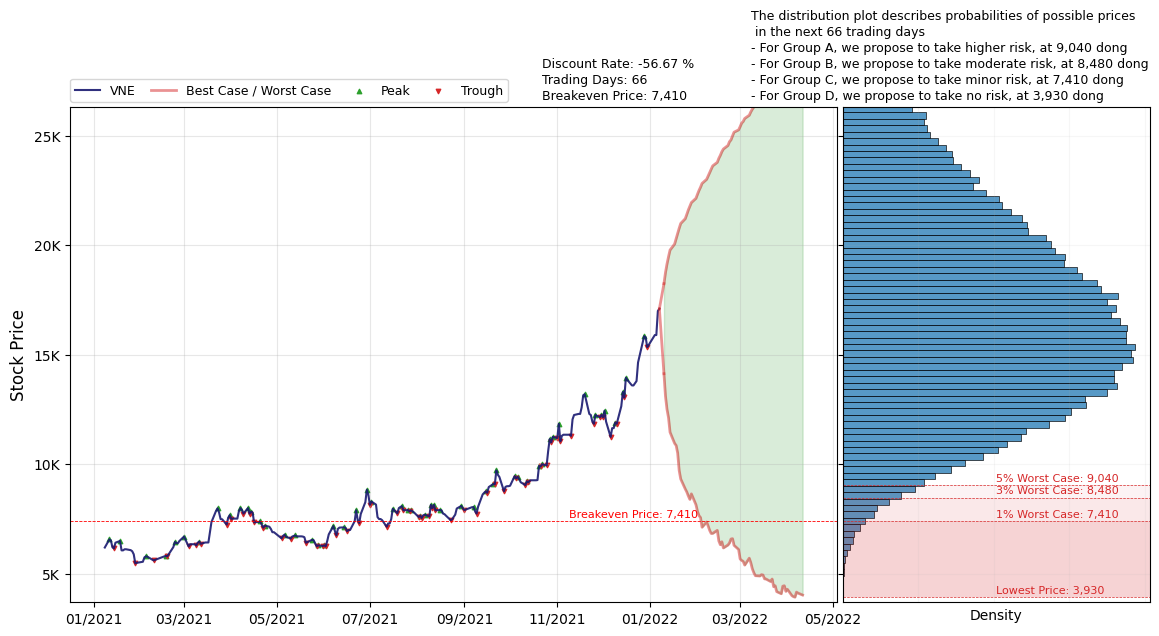 The distribution plot describes probabilities of possible prices
in the next 66 trading days
- For Group A, we propose to take higher risk, at 9,040 dong
- For Group B, we propose to take moderate risk, at 8,480 dong
- For Group C, we propose to take minor risk, at 7,410 dong
- For Group D, we propose to take no risk, at 3,930 dong
Discount Rate: -56.67 %
Trading Days: 66
Breakeven Price: 7,410
VNE Best Case / Worst Case Peak Trough
Stock Price
25K
20K
15K
10K
5K
Breakeven Price: 7,410
5% Worst Case: 9,040
3% Worst Case: 8,480
1% Worst Case: 7,410
Lowest Price: 3,930
01/2021 03/2021 05/2021 07/2021 09/2021 11/2021 01/2022 03/2022 05/2022
Density